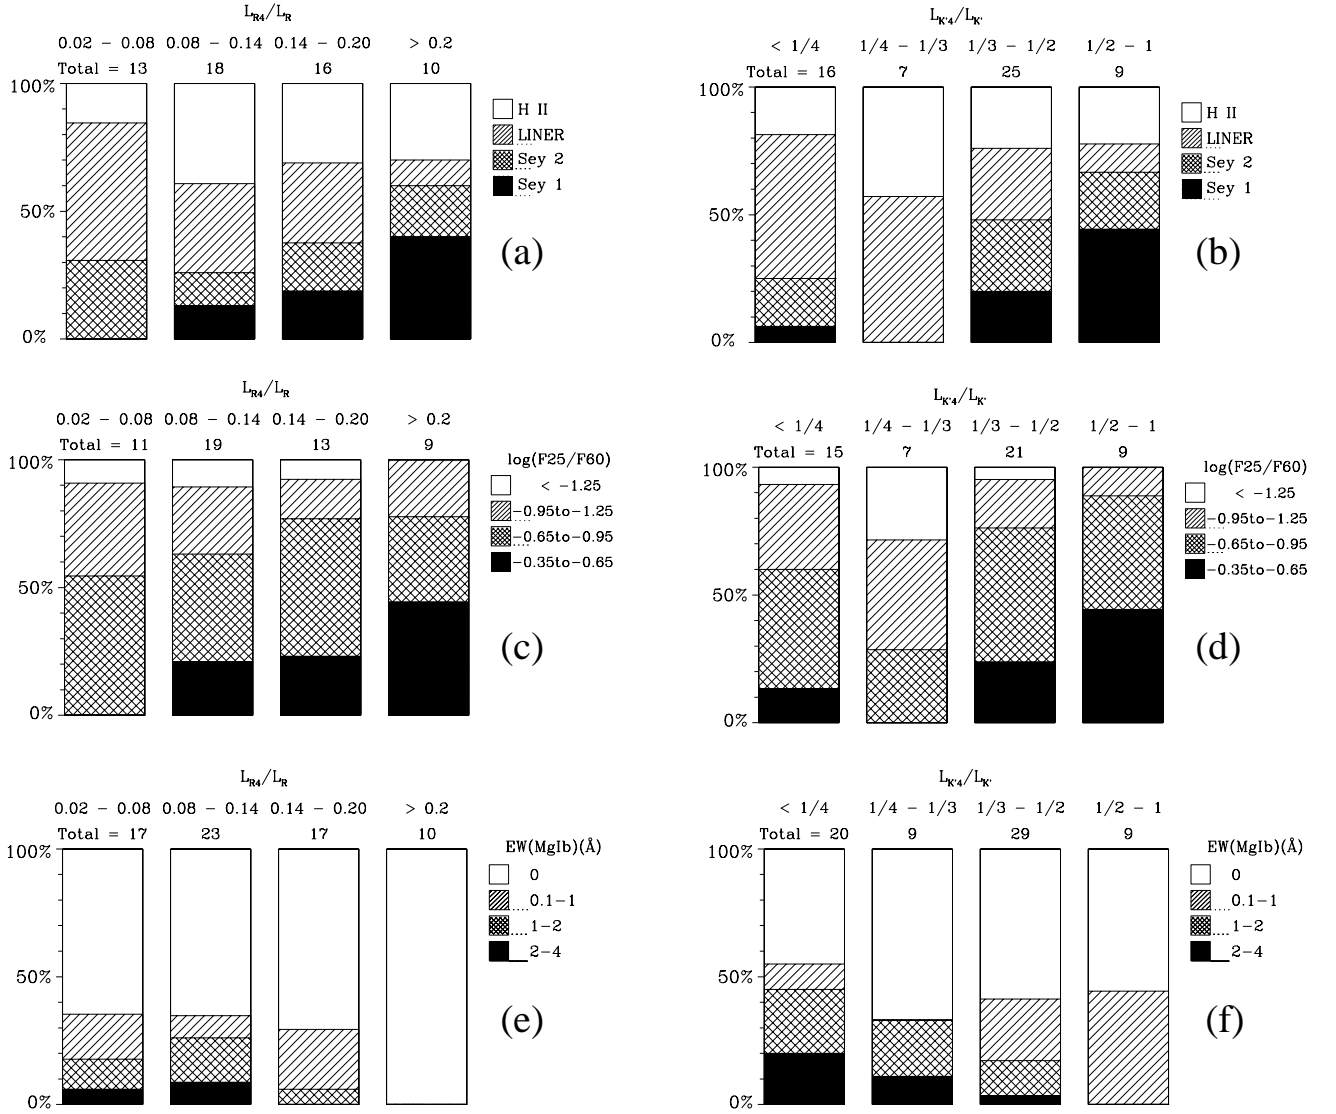 L_R4/L_R
0.02 - 0.08 0.08 - 0.14 0.14 - 0.20 > 0.2
Total = 13 18 16 10
100%
50%
0%
H II
LINER
Sey 2
Sey 1
(a)
L_K'4/L_K'
< 1/4 1/4 - 1/3 1/3 - 1/2 1/2 - 1
Total = 16 7 25 9
100%
50%
0%
H II
LINER
Sey 2
Sey 1
(b)
L_R4/L_R
0.02 - 0.08 0.08 - 0.14 0.14 - 0.20 > 0.2
Total = 11 19 13 9
100%
50%
0%
log(F25/F60)
< -1.25
-0.95to-1.25
-0.65to-0.95
-0.35to-0.65
(c)
L_K'4/L_K'
< 1/4 1/4 - 1/3 1/3 - 1/2 1/2 - 1
Total = 15 7 21 9
100%
50%
0%
log(F25/F60)
< -1.25
-0.95to-1.25
-0.65to-0.95
-0.35to-0.65
(d)
L_R4/L_R
0.02 - 0.08 0.08 - 0.14 0.14 - 0.20 > 0.2
Total = 17 23 17 10
100%
50%
0%
EW(MgIb)(Å)
0
0.1-1
1-2
2-4
(e)
L_K'4/L_K'
< 1/4 1/4 - 1/3 1/3 - 1/2 1/2 - 1
Total = 20 9 29 9
100%
50%
0%
EW(MgIb)(Å)
0
0.1-1
1-2
2-4
(f)